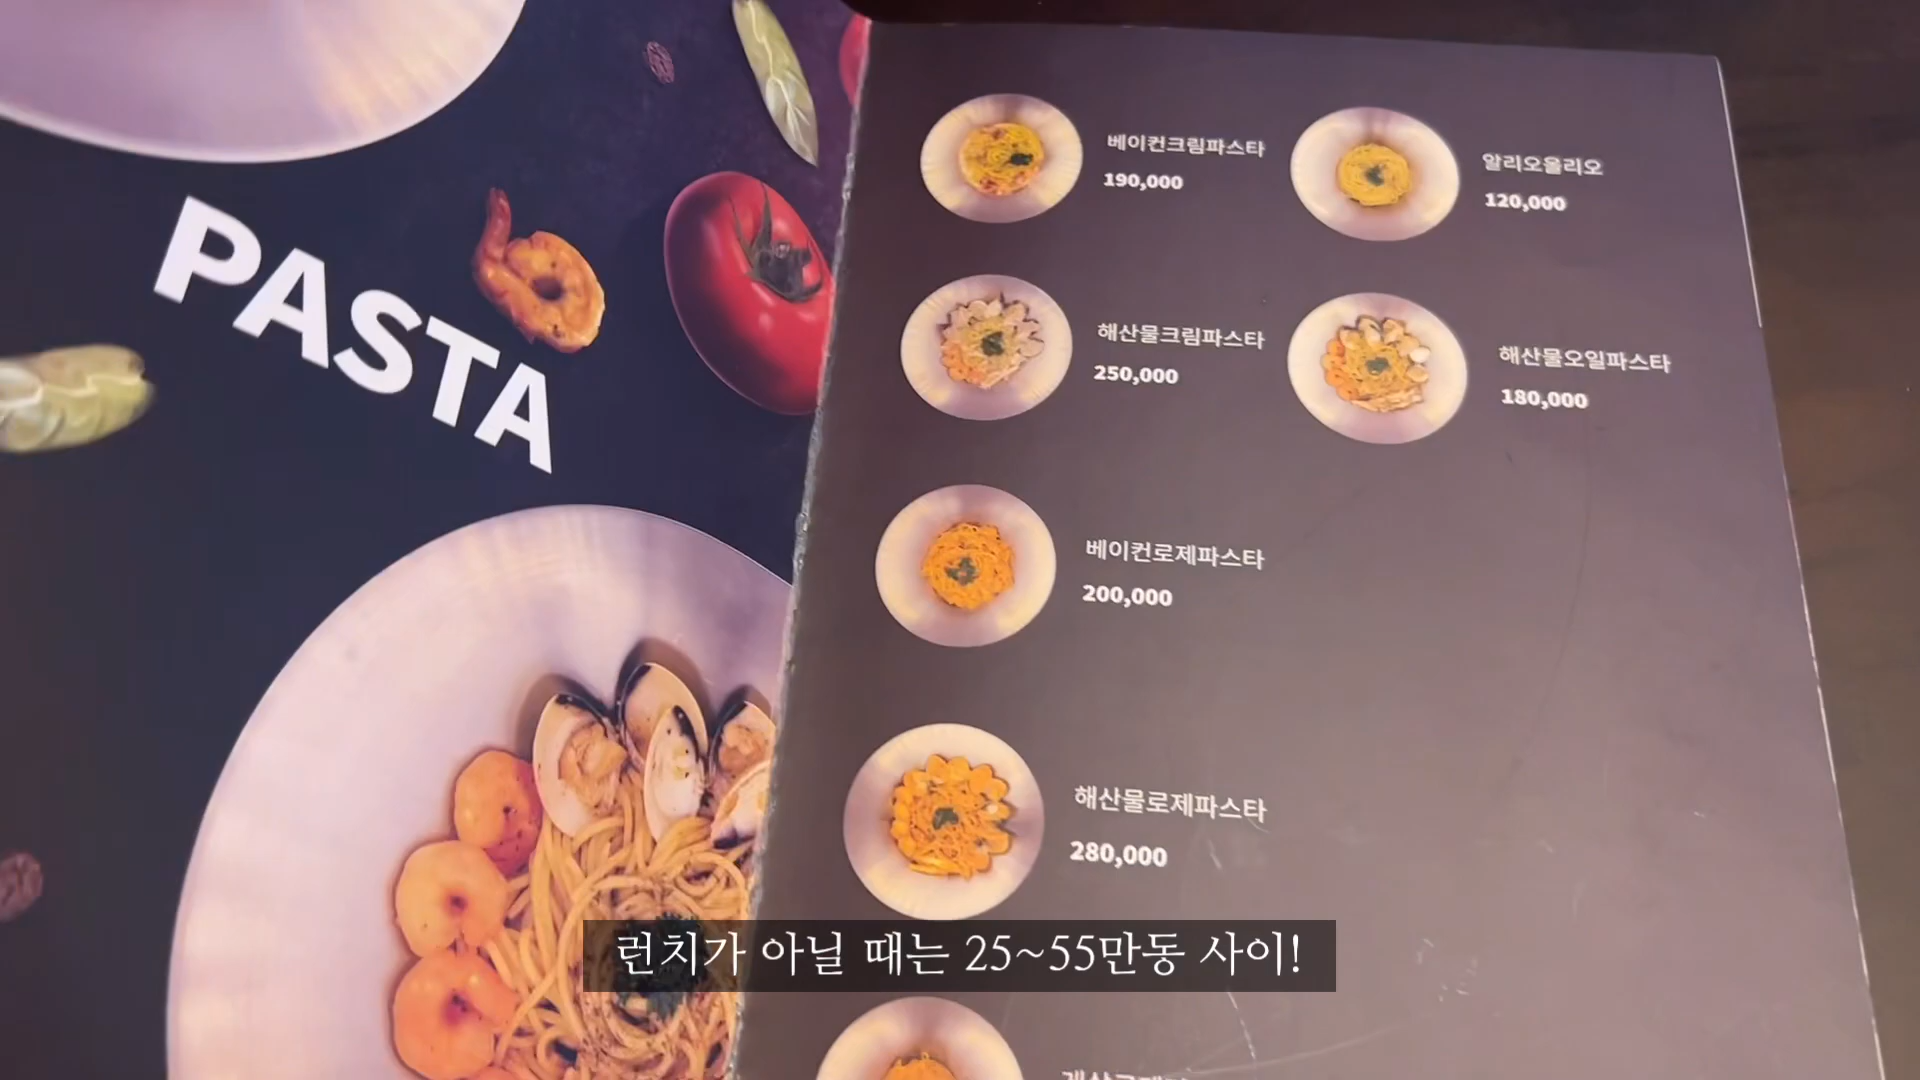 PASTA
베이컨크림파스타
190,000
알리오올리오
120,000
해산물크림파스타
250,000
해산물오일파스타
180,000
베이컨로제파스타
200,000
해산물로제파스타
280,000
런치가 아닐 때는 25~55만동 사이!